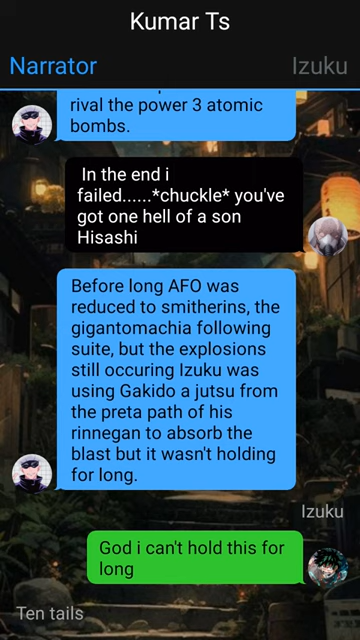 Kumar Ts
Narrator
Izuku
rival the power 3 atomic
bombs.
In the end i
failed......*chuckle* you've
got one hell of a son
Hisashi
Before long AFO was
reduced to smitherins, the
gigantomachia following
suite, but the explosions
still occuring Izuku was
using Gakido a jutsu from
the preta path of his
rinnegan to absorb the
blast but it wasn't holding
for long.
Izuku
God i can't hold this for
long
Ten tails